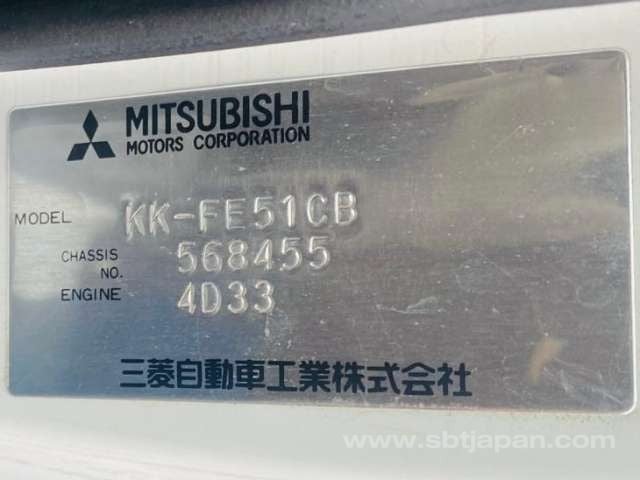 MITSUBISHI
MOTORS CORPORATION
MODEL KK-FE51CB
CHASSIS NO. 568455
ENGINE 4D33
三菱自動車工業株式会社
www.sbtjapan.com